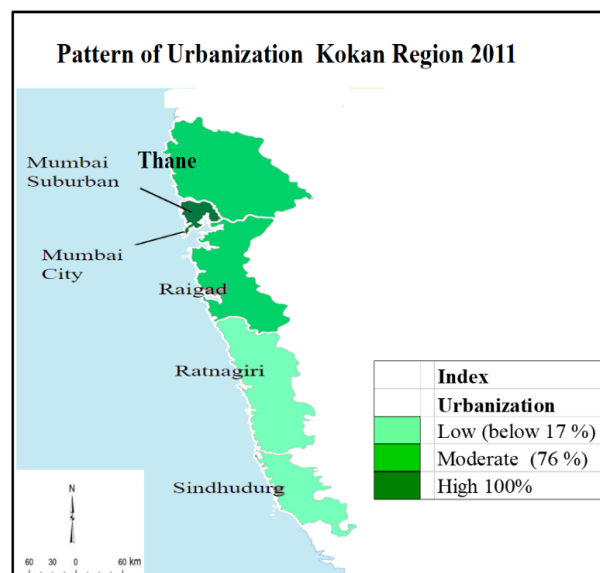 Pattern of Urbanization Kokan Region 2011
Thane
Mumbai
Suburban
Mumbai
City
Raigad
Ratnagiri
Sindhudurg
Index
Urbanization
Low (below 17 %)
Moderate (76 %)
High 100%
N
60 30 0 60 km